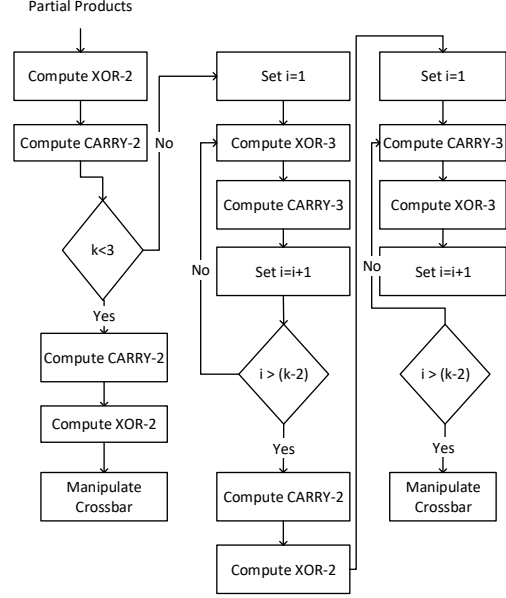 Partial Products
Compute XOR-2
Compute CARRY-2
No
k<3
Yes
Compute CARRY-2
Compute XOR-2
Manipulate
Crossbar
Set i=1
Compute XOR-3
Compute CARRY-3
No
Set i=i+1
i > (k-2)
Yes
Compute CARRY-2
Compute XOR-2
Set i=1
Compute CARRY-3
Compute XOR-3
No
Set i=i+1
i > (k-2)
Yes
Manipulate
Crossbar